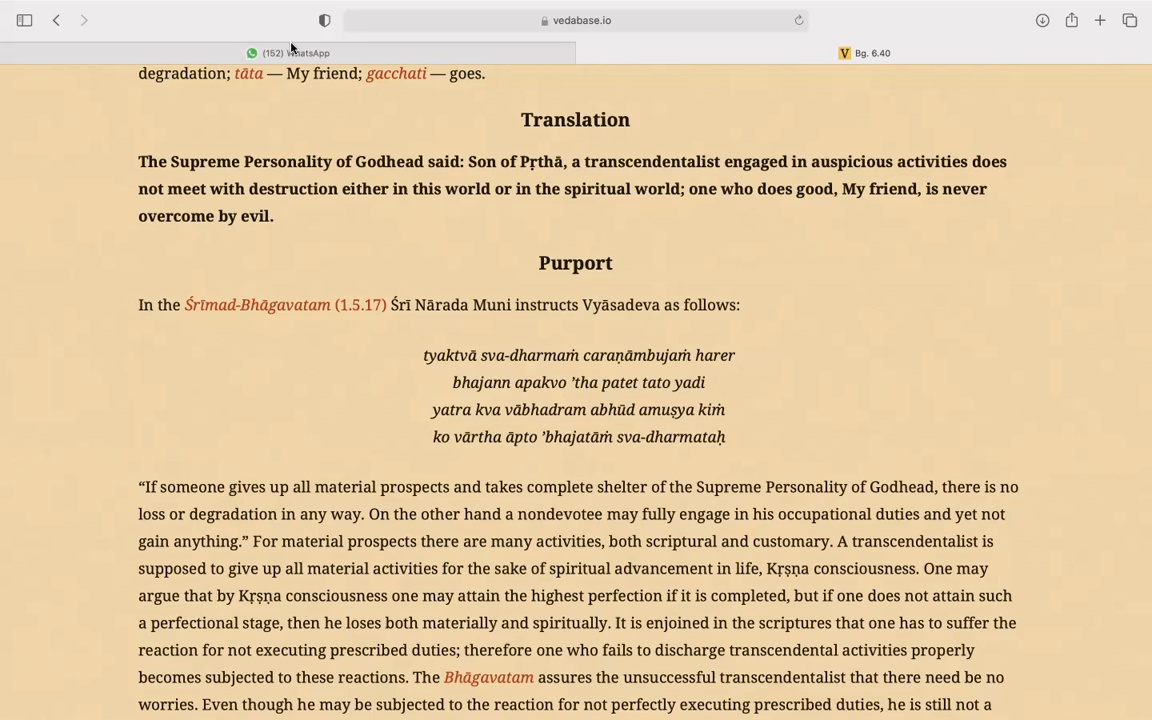 vedabase.io
(152) WhatsApp
Bg. 6.40
degradation; tāta — My friend; gacchati — goes.
Translation
The Supreme Personality of Godhead said: Son of Pṛthā, a transcendentalist engaged in auspicious activities does
not meet with destruction either in this world or in the spiritual world; one who does good, My friend, is never
overcome by evil.
Purport
In the Śrīmad-Bhāgavatam (1.5.17) Śrī Nārada Muni instructs Vyāsadeva as follows:
tyaktvā sva-dharmaṁ caraṇāmbujaṁ harer
bhajann apakvo ’tha patet tato yadi
yatra kva vābhadram abhūd amuṣya kiṁ
ko vārtha āpto ’bhajatāṁ sva-dharmataḥ
“If someone gives up all material prospects and takes complete shelter of the Supreme Personality of Godhead, there is no
loss or degradation in any way. On the other hand a nondevotee may fully engage in his occupational duties and yet not
gain anything.” For material prospects there are many activities, both scriptural and customary. A transcendentalist is
supposed to give up all material activities for the sake of spiritual advancement in life, Kṛṣṇa consciousness. One may
argue that by Kṛṣṇa consciousness one may attain the highest perfection if it is completed, but if one does not attain such
a perfectional stage, then he loses both materially and spiritually. It is enjoined in the scriptures that one has to suffer the
reaction for not executing prescribed duties; therefore one who fails to discharge transcendental activities properly
becomes subjected to these reactions. The Bhāgavatam assures the unsuccessful transcendentalist that there need be no
worries. Even though he may be subjected to the reaction for not perfectly executing prescribed duties, he is still not a